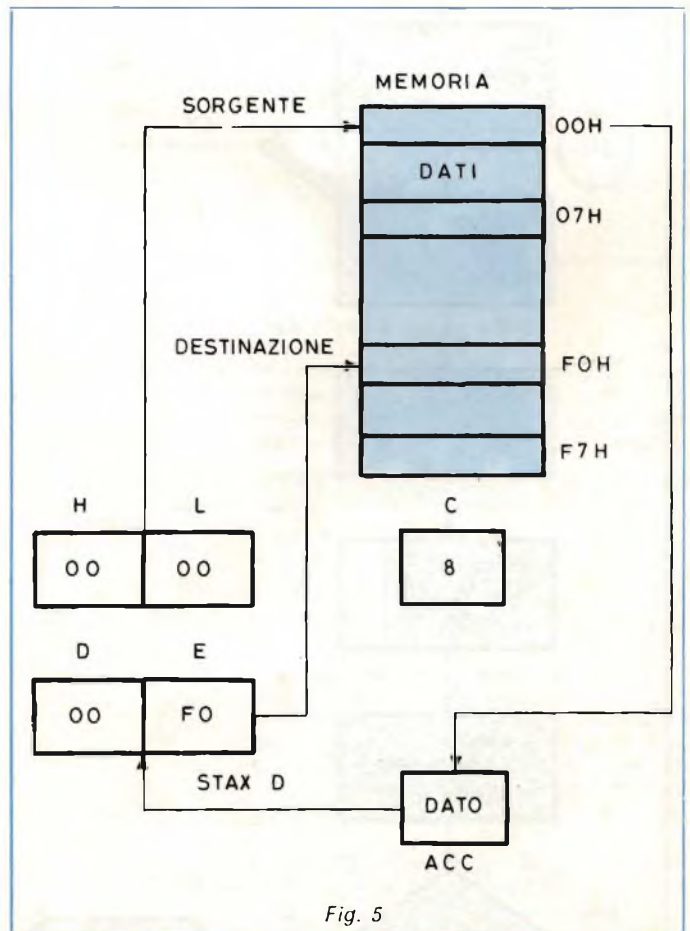 MEMORIA
SORGENTE
00H
DATI
07H
DESTINAZIONE
F0H
F7H
H L C
00 00 8
D E
00 F0
STAX D
DATO
ACC
Fig. 5